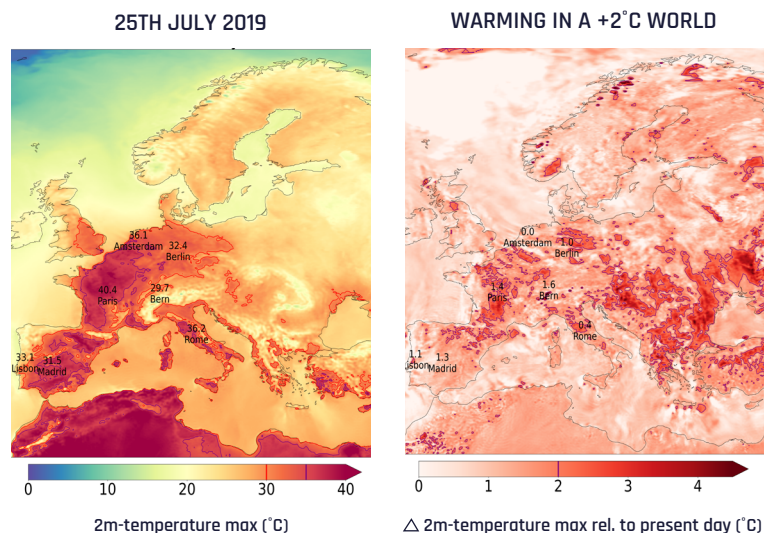 25TH JULY 2019
36.1
Amsterdam
32.4
Berlin
40.4
Paris
29.7
Bern
36.2
Rome
33.1
Lisbon
31.5
Madrid
0 10 20 30 40
2m-temperature max (˚C)
WARMING IN A +2˚C WORLD
0.0
Amsterdam
1.0
Berlin
1.4
Paris
1.6
Bern
0.4
Rome
1.1
isbon
1.3
Madrid
0 1 2 3 4
△ 2m-temperature max rel. to present day (˚C)